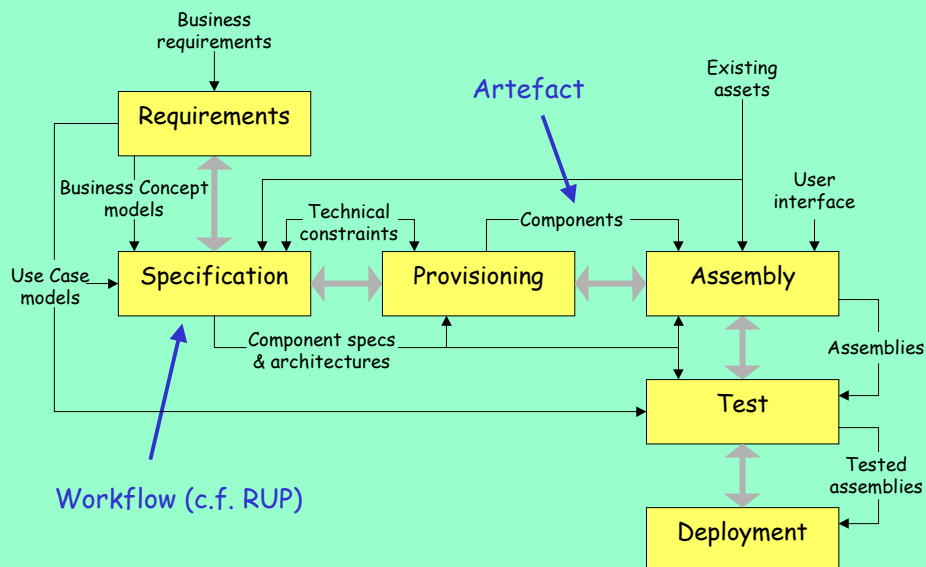 Business
requirements
Existing
assets
Artefact
Requirements
Business Concept
models
User
interface
Technical
constraints
Components
Use Case
models
Specification
Provisioning
Assembly
Component specs
& architectures
Assemblies
Test
Workflow (c.f. RUP)
Tested
assemblies
Deployment